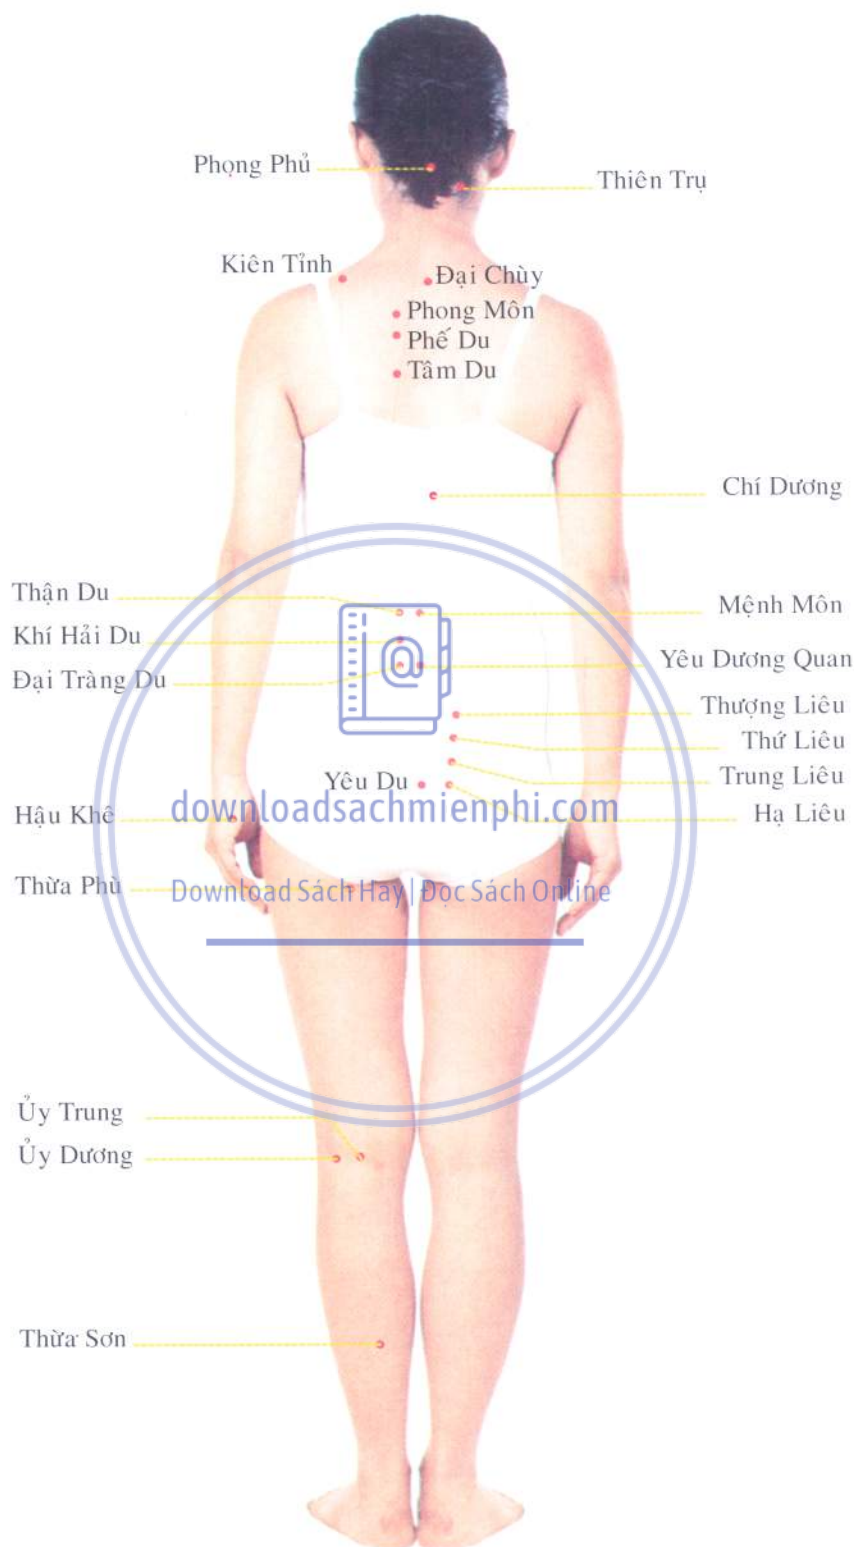 Phọng Phủ
Thiên Trụ
Kiên Tỉnh
Đại Chùy
Phong Môn
Phế Du
Tâm Du
Chí Dương
Thận Du
Mệnh Môn
Khí Hải Du
Yêu Dương Quan
Đại Tràng Du
Thượng Liêu
Thứ Liêu
Trung Liêu
Yêu Du
Hạ Liêu
Hậu Khê
downloadsachmienphi.com
Thừa Phù
Download Sách Hay | Đọc Sách Online
Ủy Trung
Ủy Dương
Thừa Sơn